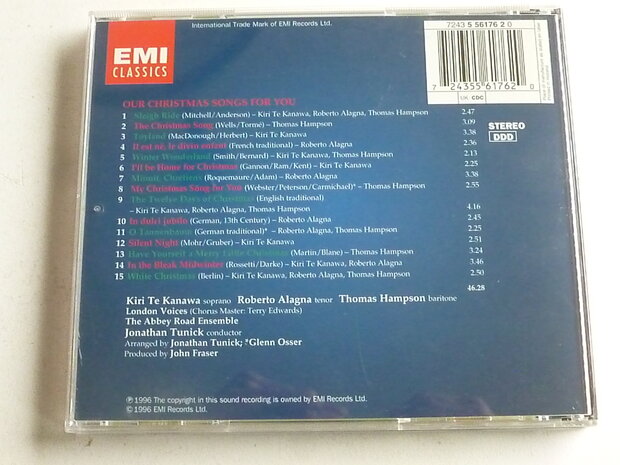 International Trade Mark of EMI Records Ltd.
EMI
CLASSICS
7243 5 56176 2 0
7 24355 61762 0
UK CDC
STEREO
DDD
OUR CHRISTMAS SONGS FOR YOU
1 Sleigh Ride (Mitchell/Anderson) – Kiri Te Kanawa, Roberto Alagna, Thomas Hampson 2.47
2 The Christmas Song (Wells/Tormé) – Thomas Hampson 3.09
3 Toyland (MacDonough/Herbert) – Kiri Te Kanawa 3.38
4 Il est né, le divin enfant (French traditional) – Roberto Alagna 2.36
5 Winter Wonderland (Smith/Bernard) – Kiri Te Kanawa, Thomas Hampson 2.13
6 I'll be Home for Christmas (Gannon/Ram/Kent) – Kiri Te Kanawa 2.25
7 Minuit, Chrétiens (Roquemaure/Adam) – Roberto Alagna 3.38
8 My Christmas Song for You (Webster/Peterson/Carmichael)* – Thomas Hampson 2.55
9 The Twelve Days of Christmas (English traditional)
– Kiri Te Kanawa, Roberto Alagna, Thomas Hampson 4.16
10 In dulci jubilo (German, 13th Century) – Roberto Alagna 2.45
11 O Tannenbaum (German traditional)* – Thomas Hampson 2.25
12 Silent Night (Mohr/Gruber) – Kiri Te Kanawa 2.51
13 Have Yourself a Merry Little Christmas (Martin/Blane) – Thomas Hampson 3.24
14 In the Bleak Midwinter (Rossetti/Darke) – Kiri Te Kanawa, Roberto Alagna 3.46
15 White Christmas (Berlin) – Kiri Te Kanawa, Roberto Alagna, Thomas Hampson 2.50
46.28
Kiri Te Kanawa soprano Roberto Alagna tenor Thomas Hampson baritone
London Voices (Chorus Master: Terry Edwards)
The Abbey Road Ensemble
Jonathan Tunick conductor
Arranged by Jonathan Tunick; *Glenn Osser
Produced by John Fraser
℗ 1996 The copyright in this sound recording is owned by EMI Records Ltd.
© 1996 EMI Records Ltd.